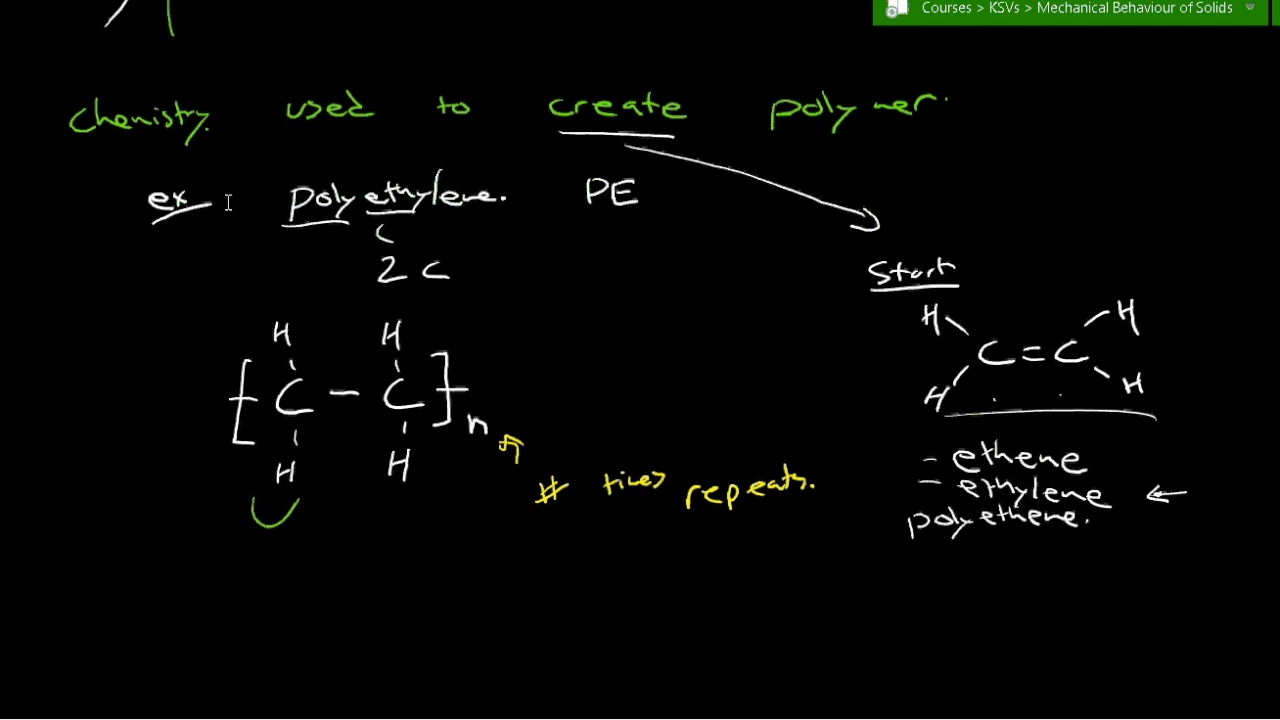 Courses > KSVs > Mechanical Behaviour of Solids
chemistry used to create polymer.
ex: polyethylene. PE
2 C
Start
H H
C = C
H H
H H
[ C - C ]n
H H
# times repeats.
- ethene
- ethylene ←
polyethene.